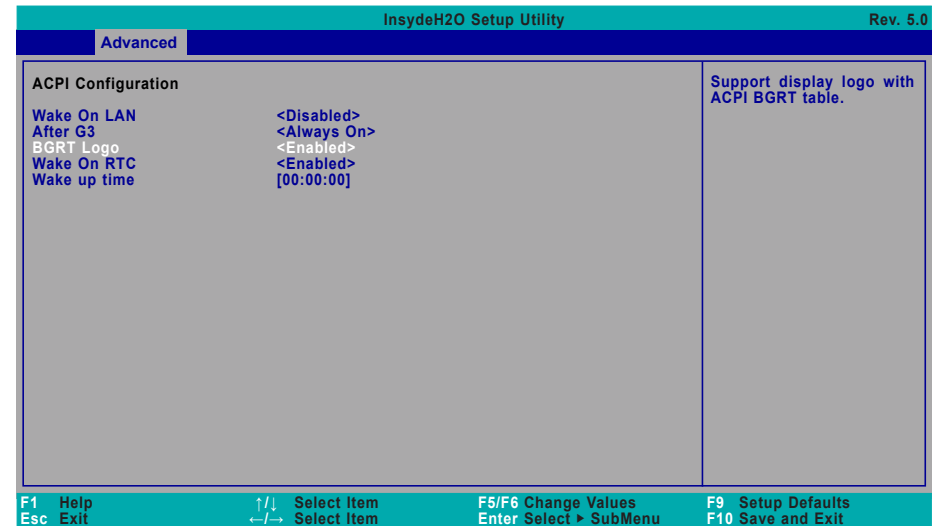 InsydeH2O Setup Utility Rev. 5.0
Advanced
ACPI Configuration
Wake On LAN <Disabled>
After G3 <Always On>
BGRT Logo <Enabled>
Wake On RTC <Enabled>
Wake up time [00:00:00]
Support display logo with
ACPI BGRT table.
F1 Help ↑/↓ Select Item F5/F6 Change Values F9 Setup Defaults
Esc Exit ←/→ Select Item Enter Select ▶ SubMenu F10 Save and Exit